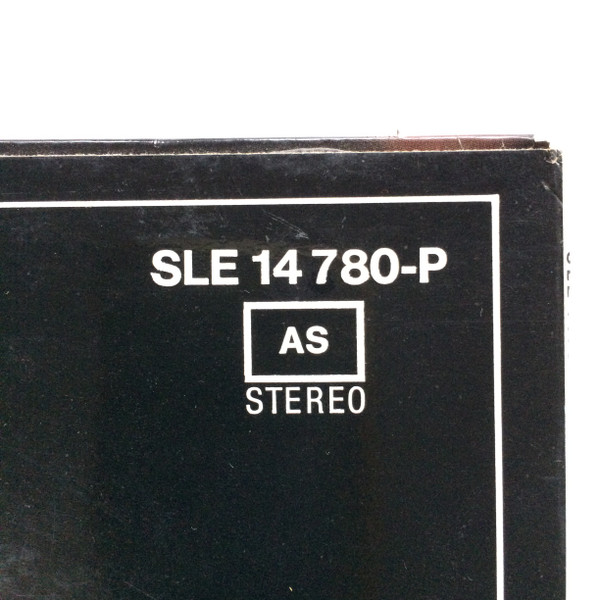 SLE 14 780-P
AS
STEREO